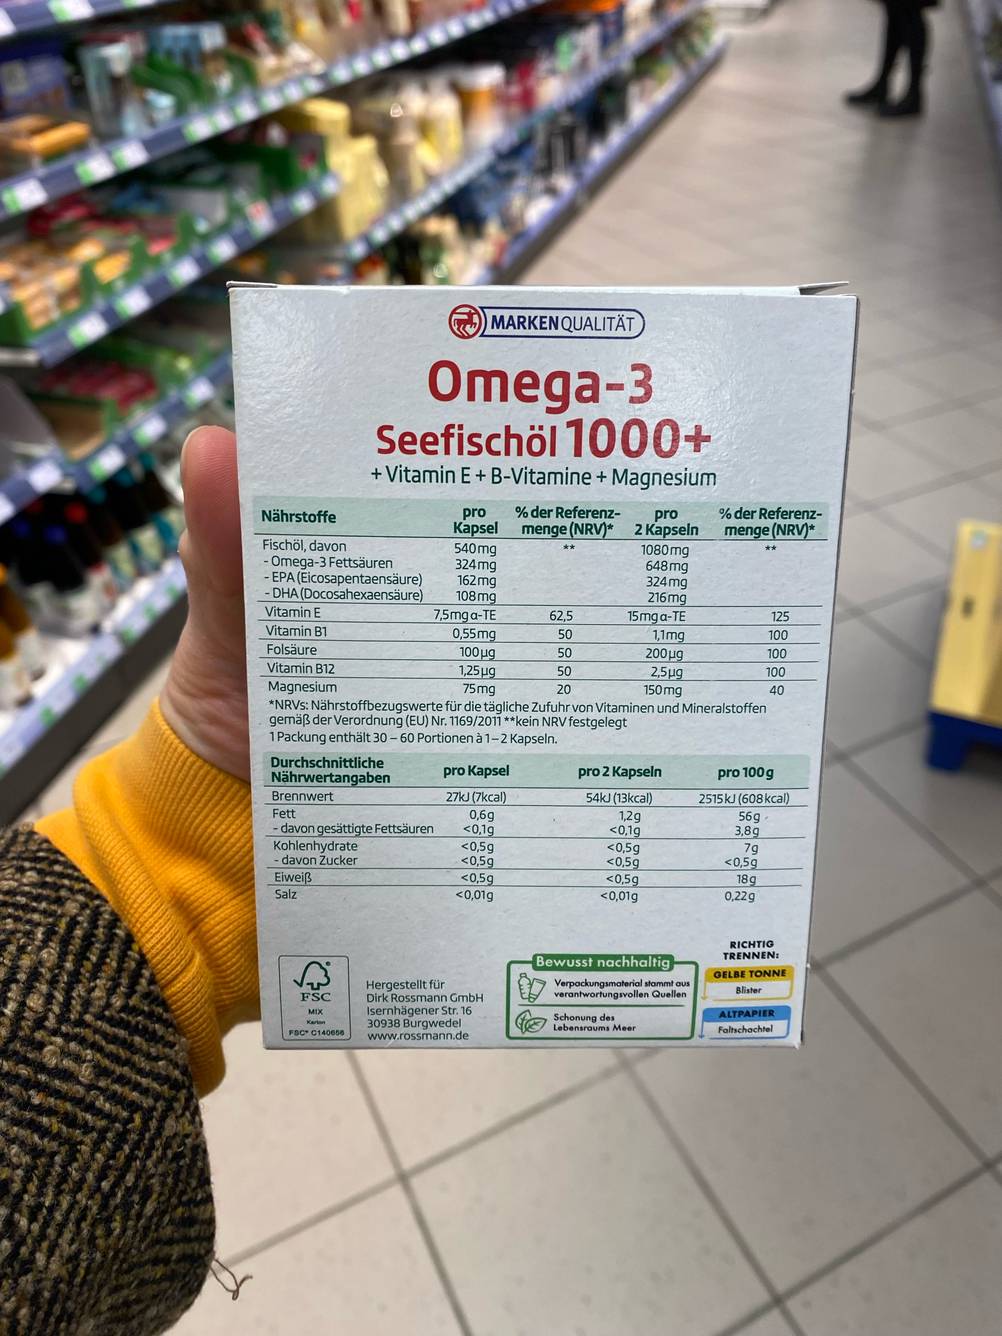 MARKENQUALITÄT
Omega-3
Seefischöl 1000+
+ Vitamin E + B-Vitamine + Magnesium
Nährstoffe pro Kapsel % der Referenz-menge (NRV)* pro 2 Kapseln % der Referenz-menge (NRV)*
Fischöl, davon 540mg ** 1080mg **
- Omega-3 Fettsäuren 324mg 648mg
- EPA (Eicosapentaensäure) 162mg 324mg
- DHA (Docosahexaensäure) 108mg 216mg
Vitamin E 7,5mg α-TE 62,5 15mg α-TE 125
Vitamin B1 0,55mg 50 1,1mg 100
Folsäure 100µg 50 200µg 100
Vitamin B12 1,25µg 50 2,5µg 100
Magnesium 75mg 20 150mg 40
*NRVs: Nährstoffbezugswerte für die tägliche Zufuhr von Vitaminen und Mineralstoffen
gemäß der Verordnung (EU) Nr. 1169/2011 **kein NRV festgelegt
1 Packung enthält 30 – 60 Portionen à 1–2 Kapseln.
Durchschnittliche
Nährwertangaben pro Kapsel pro 2 Kapseln pro 100g
Brennwert 27kJ (7kcal) 54kJ (13kcal) 2515kJ (608kcal)
Fett 0,6g 1,2g 56g
- davon gesättigte Fettsäuren <0,1g <0,1g 3,8g
Kohlenhydrate <0,5g <0,5g 7g
- davon Zucker <0,5g <0,5g <0,5g
Eiweiß <0,5g <0,5g 18g
Salz <0,01g <0,01g 0,22g
FSC
MIX
Karton
FSC® C140656
Hergestellt für
Dirk Rossmann GmbH
Isernhägener Str. 16
30938 Burgwedel
www.rossmann.de
Bewusst nachhaltig
Verpackungsmaterial stammt aus
verantwortungsvollen Quellen
Schonung des
Lebensraums Meer
RICHTIG
TRENNEN:
GELBE TONNE
Blister
ALTPAPIER
Faltschachtel